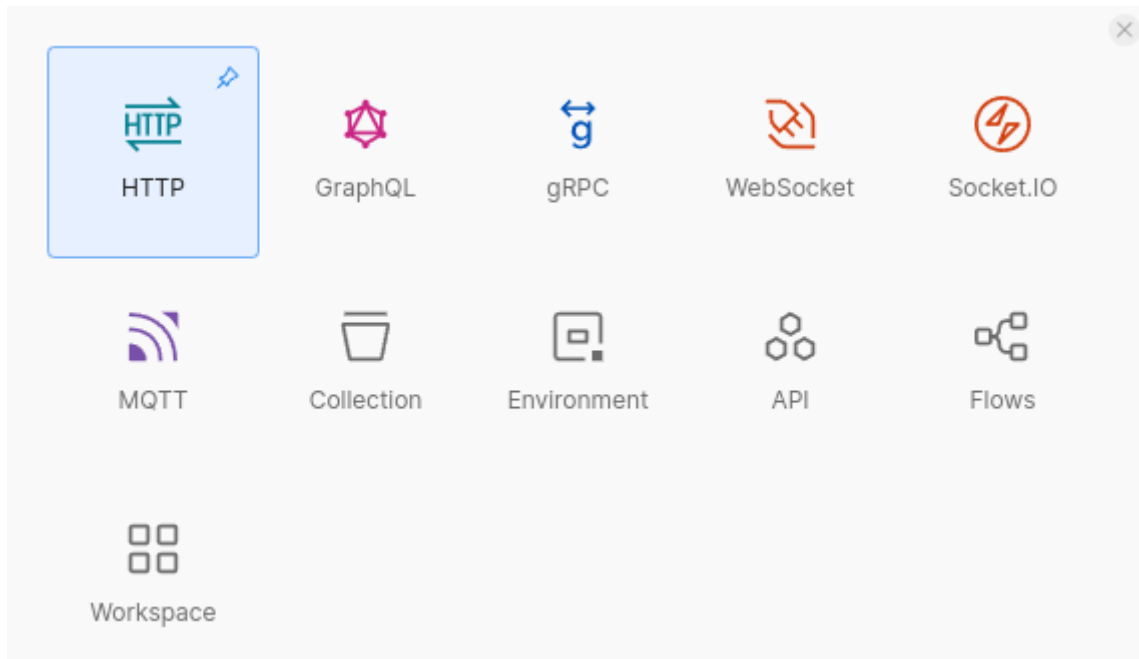 HTTP
HTTP
GraphQL
g
gRPC
WebSocket
Socket.IO
MQTT
Collection
Environment
API
Flows
Workspace